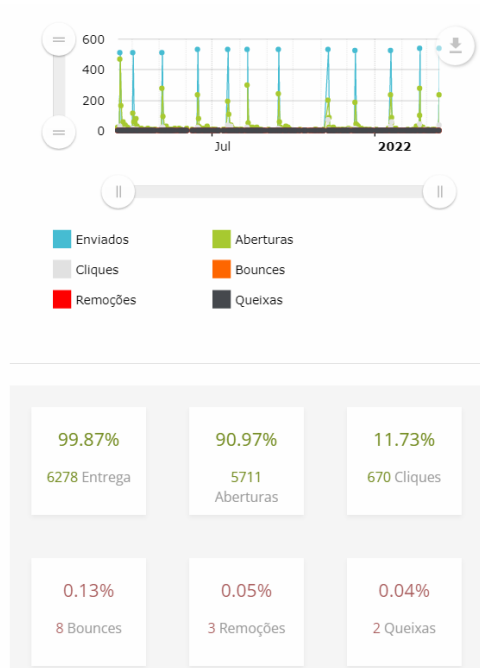 600
400
200
0
Jul
2022
Enviados
Aberturas
Cliques
Bounces
Remoções
Queixas
99.87%
6278 Entrega
90.97%
5711
Aberturas
11.73%
670 Cliques
0.13%
8 Bounces
0.05%
3 Remoções
0.04%
2 Queixas